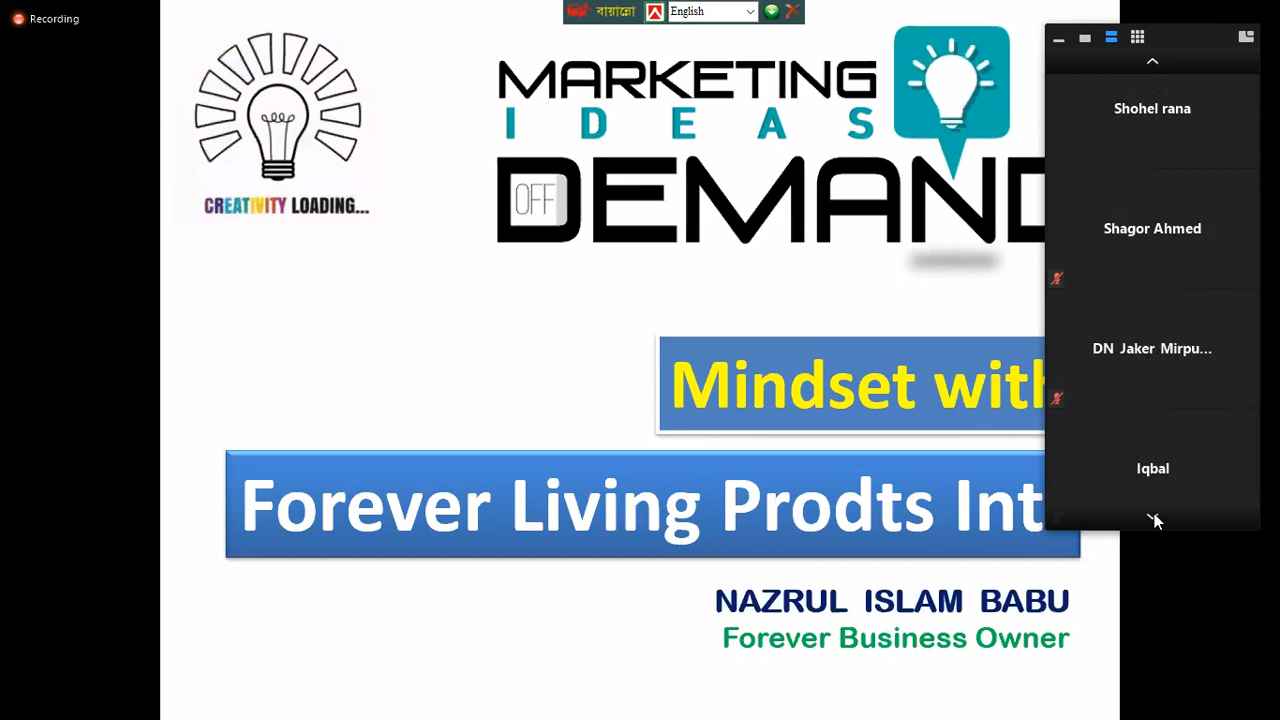 Recording
বায়ান্নো
English
MARKETING
IDEAS
OFF
DEMAND
CREATIVITY LOADING...
Shohel rana
Shagor Ahmed
DN Jaker Mirpu...
Iqbal
Mindset with
Forever Living Prodts Int
NAZRUL ISLAM BABU
Forever Business Owner